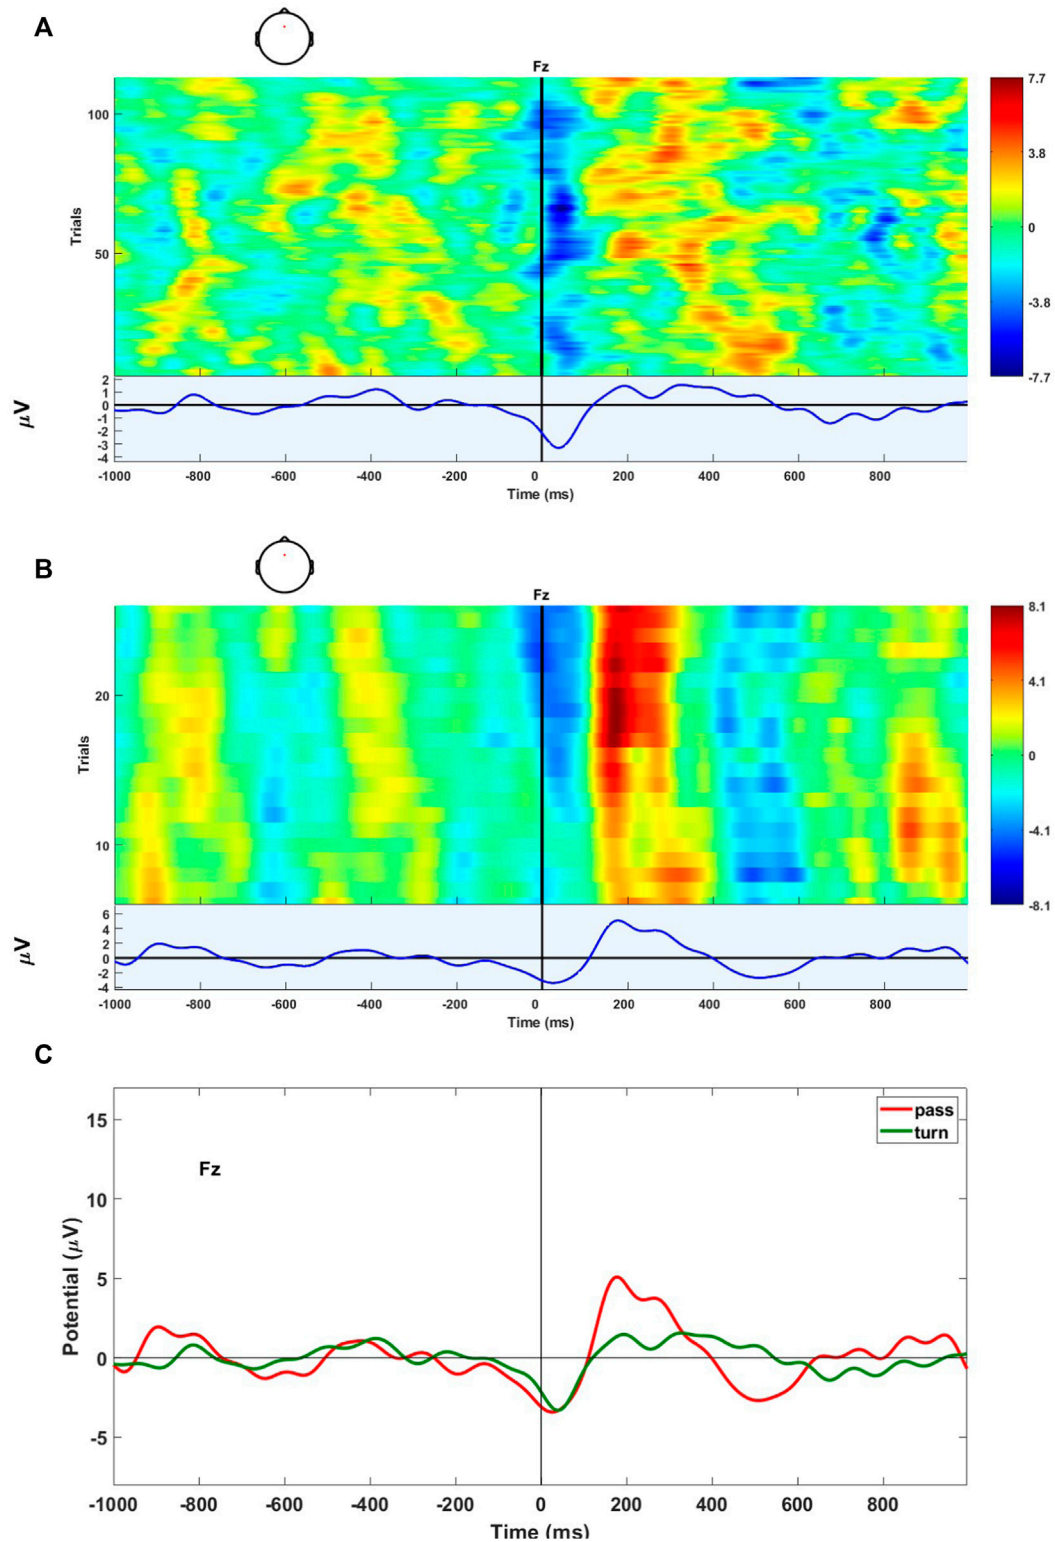 A
Fz
100
50
Trials
7.7
3.8
0
-3.8
-7.7
2
1
0
-1
-2
-3
-4
μV
-1000 -800 -600 -400 -200 0 200 400 600 800
Time (ms)
B
Fz
20
10
Trials
8.1
4.1
0
-4.1
-8.1
6
4
2
0
-2
-4
μV
-1000 -800 -600 -400 -200 0 200 400 600 800
Time (ms)
C
pass
turn
Fz
15
10
5
0
-5
Potential (μV)
-1000 -800 -600 -400 -200 0 200 400 600 800
Time (ms)